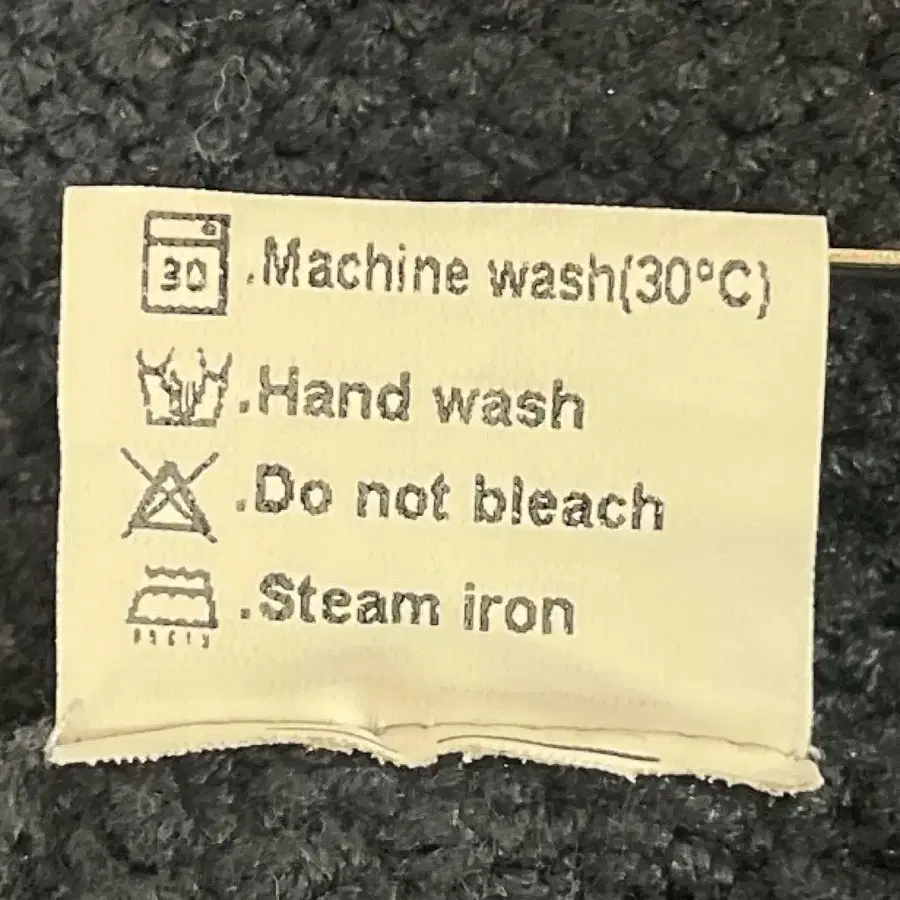 30 .Machine wash(30°C)
.Hand wash
.Do not bleach
.Steam iron